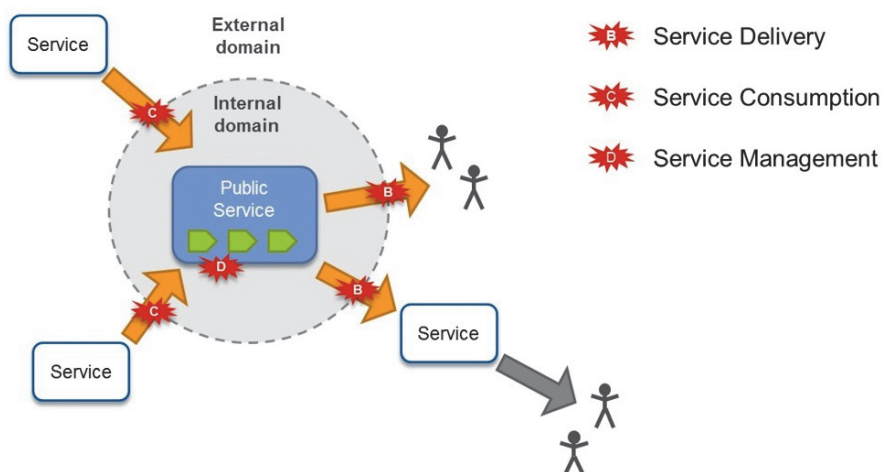 Service
External
domain
Internal
domain
C
Public
Service
B
D
C
B
Service
Service
B Service Delivery
C Service Consumption
D Service Management